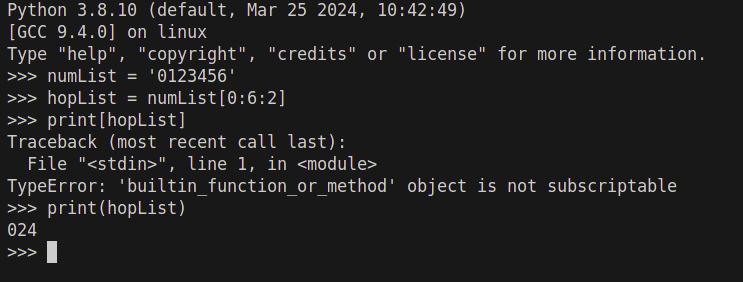 Python 3.8.10 (default, Mar 25 2024, 10:42:49)
[GCC 9.4.0] on linux
Type "help", "copyright", "credits" or "license" for more information.
>>> numList = '0123456'
>>> hopList = numList[0:6:2]
>>> print[hopList]
Traceback (most recent call last):
  File "<stdin>", line 1, in <module>
TypeError: 'builtin_function_or_method' object is not subscriptable
>>> print(hopList)
024
>>>